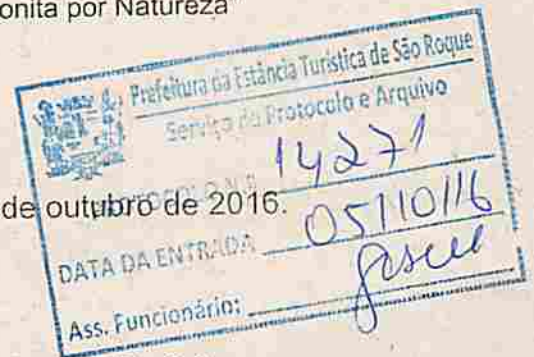 onita por Natureza
Prefeitura da Estância Turística de São Roque
Serviço de Protocolo e Arquivo
14271
de outubro de 2016.
DATA DA ENTRADA 05/10/16
Ass. Funcionário: